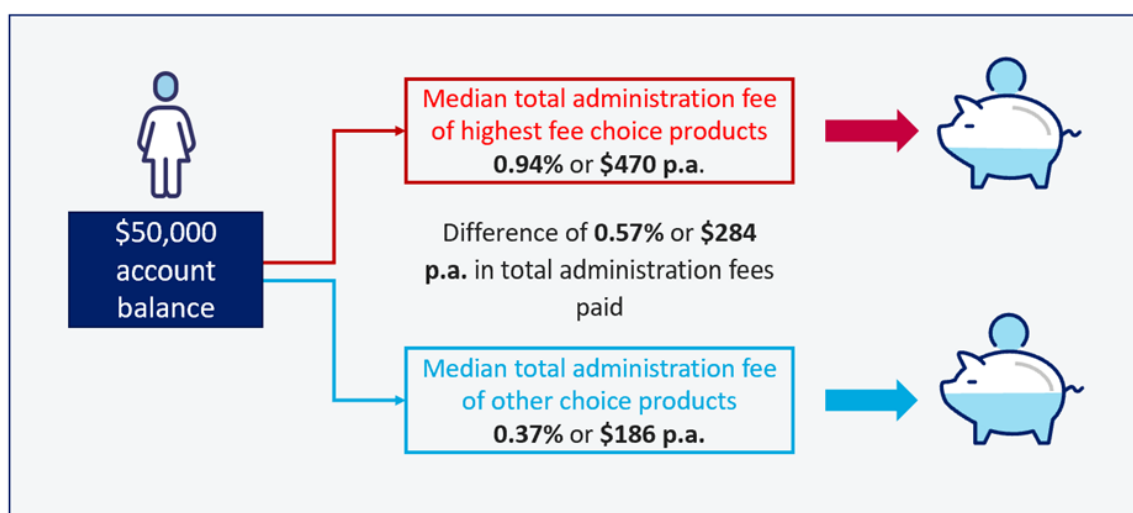 $50,000
account
balance
Median total administration fee
of highest fee choice products
0.94% or $470 p.a.
Difference of 0.57% or $284
p.a. in total administration fees
paid
Median total administration fee
of other choice products
0.37% or $186 p.a.